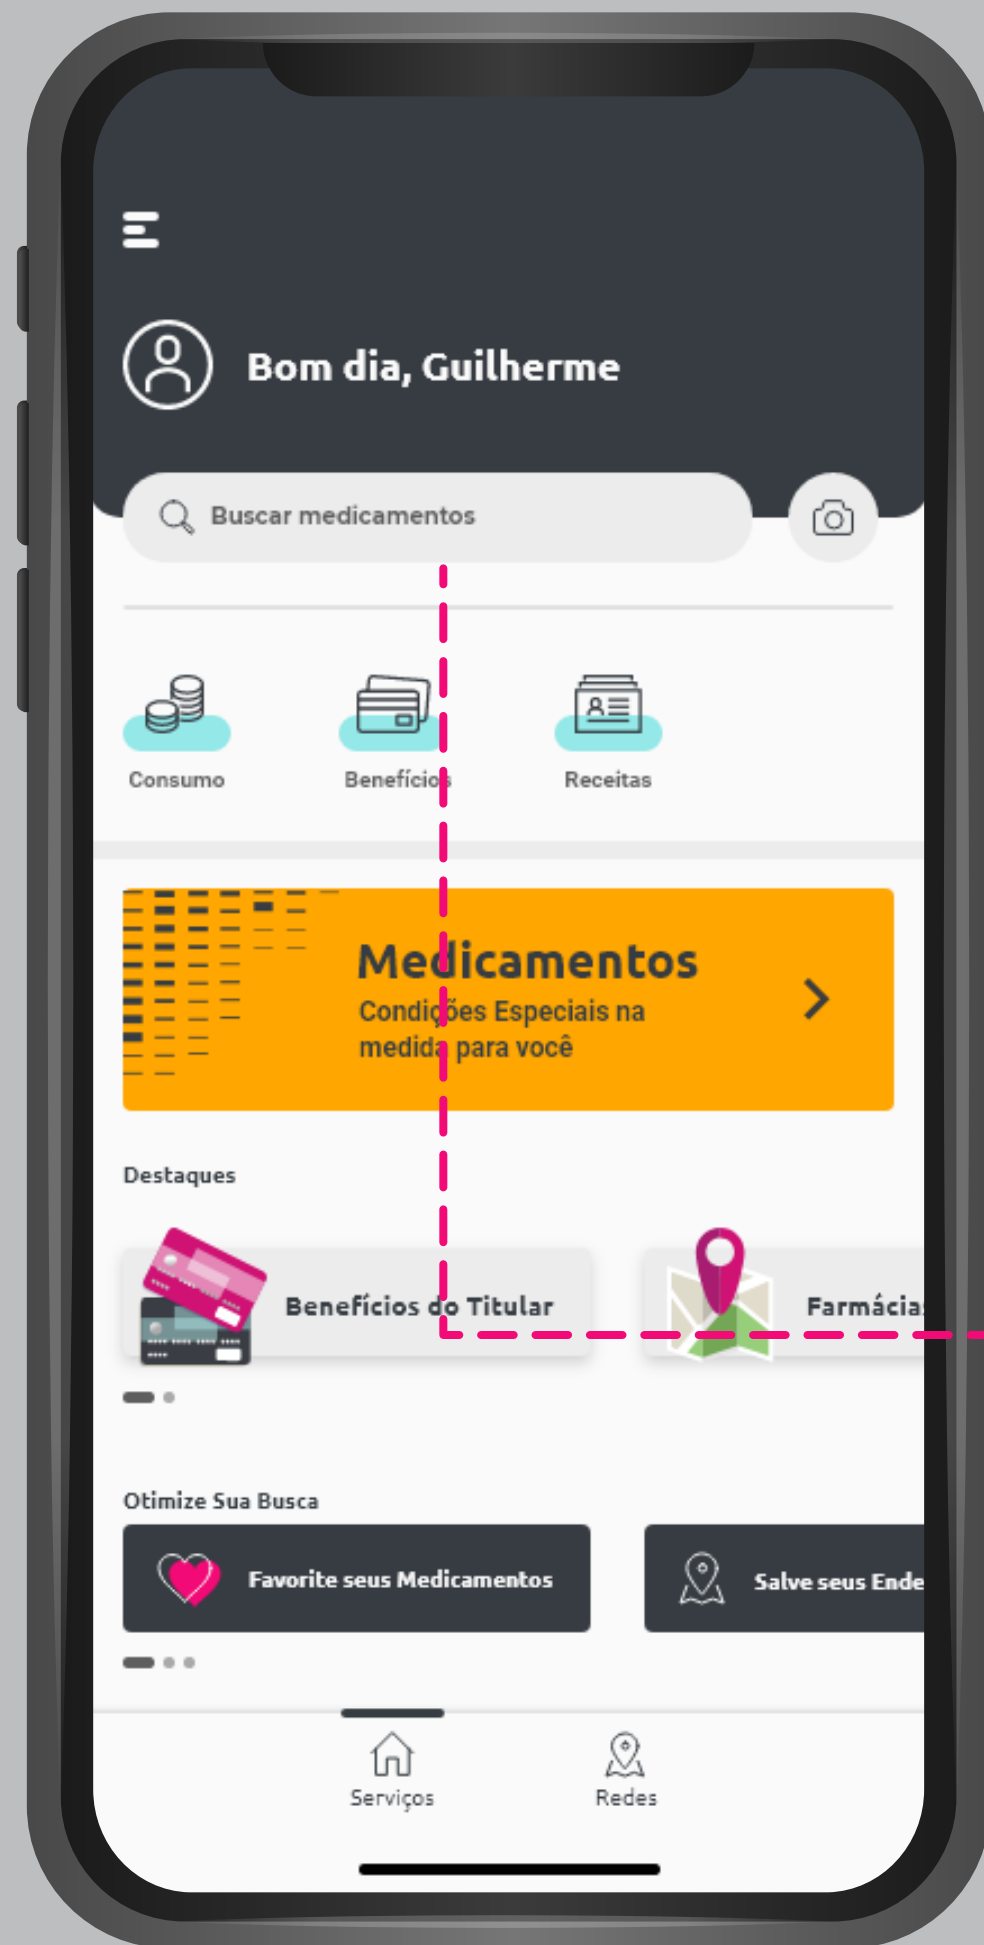 Bom dia, Guilherme
Buscar medicamentos
Consumo
Benefícios
Receitas
Medicamentos
Condições Especiais na
medida para você
Destaques
Benefícios do Titular
Farmácias
Otimize Sua Busca
Favorite seus Medicamentos
Salve seus Ende
Serviços
Redes